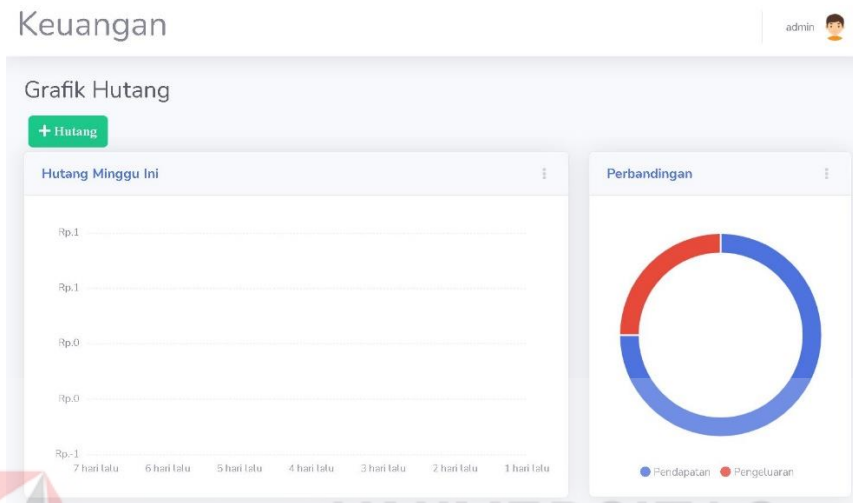 Keuangan
admin
Grafik Hutang
+ Hutang
Hutang Minggu Ini
Perbandingan
Rp.1
Rp.1
Rp.0
Rp.0
Rp.-1
7 hari lalu 6 hari lalu 5 hari lalu 4 hari lalu 3 hari lalu 2 hari lalu 1 hari lalu
Pendapatan Pengeluaran